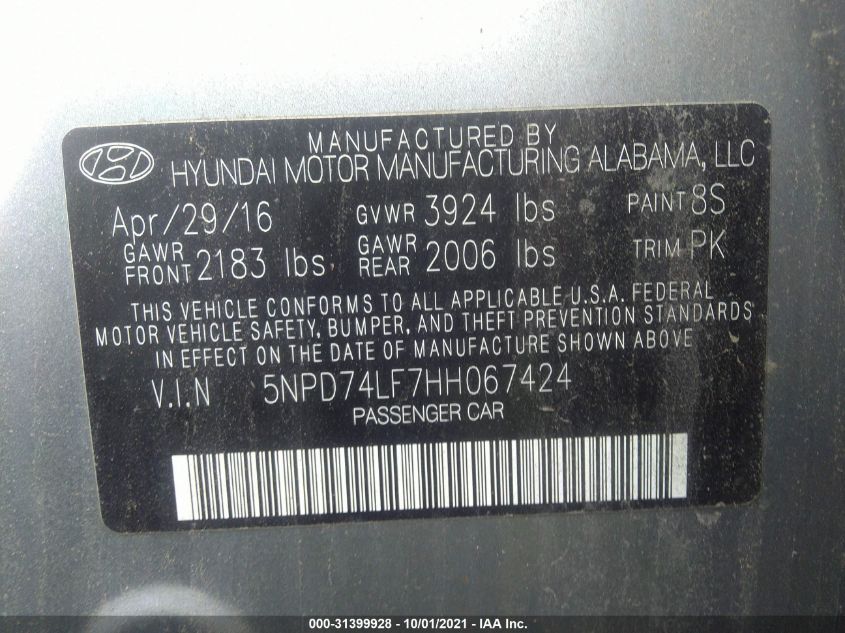 MANUFACTURED BY
HYUNDAI MOTOR MANUFACTURING ALABAMA, LLC
Apr/29/16 GVWR 3924 lbs PAINT 8S
GAWR FRONT 2183 lbs GAWR REAR 2006 lbs TRIM PK
THIS VEHICLE CONFORMS TO ALL APPLICABLE U.S.A. FEDERAL
MOTOR VEHICLE SAFETY, BUMPER, AND THEFT PREVENTION STANDARDS
IN EFFECT ON THE DATE OF MANUFACTURE SHOWN ABOVE
V.I.N 5NPD74LF7HH067424
PASSENGER CAR
000-31399928 - 10/01/2021 - IAA Inc.